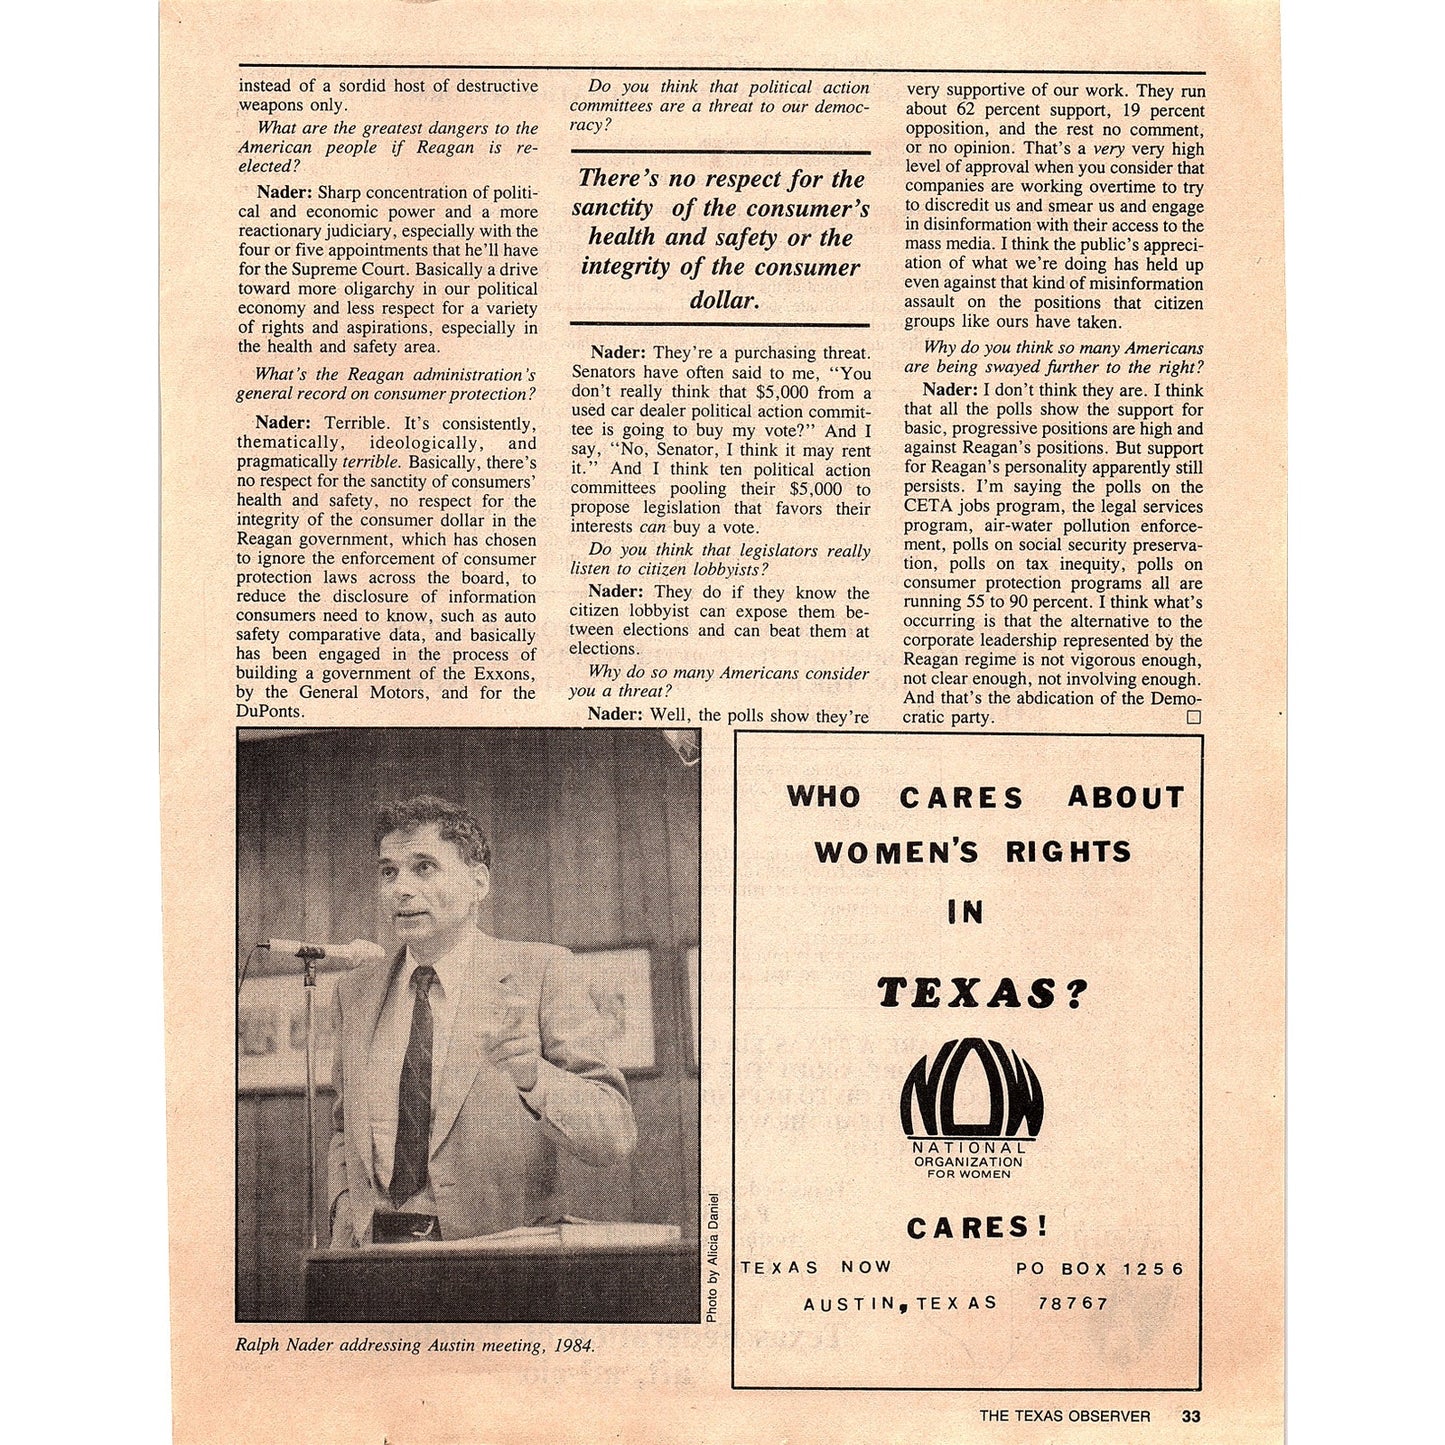 instead of a sordid host of destructive
weapons only.
What are the greatest dangers to the
American people if Reagan is re-
elected?
Nader: Sharp concentration of politi-
cal and economic power and a more
reactionary judiciary, especially with the
four or five appointments that he'll have
for the Supreme Court. Basically a drive
toward more oligarchy in our political
economy and less respect for a variety
of rights and aspirations, especially in
the health and safety area.
What's the Reagan administration's
general record on consumer protection?
Nader: Terrible. It's consistently,
thematically, ideologically, and
pragmatically terrible. Basically, there's
no respect for the sanctity of consumers'
health and safety, no respect for the
integrity of the consumer dollar in the
Reagan government, which has chosen
to ignore the enforcement of consumer
protection laws across the board, to
reduce the disclosure of information
consumers need to know, such as auto
safety comparative data, and basically
has been engaged in the process of
building a government of the Exxons,
by the General Motors, and for the
DuPonts.
Do you think that political action
committees are a threat to our democ-
racy?
There's no respect for the
sanctity of the consumer's
health and safety or the
integrity of the consumer
dollar.
Nader: They're a purchasing threat.
Senators have often said to me, "You
don't really think that $5,000 from a
used car dealer political action commit-
tee is going to buy my vote?" And I
say, "No, Senator, I think it may rent
it." And I think ten political action
committees pooling their $5,000 to
propose legislation that favors their
interests can buy a vote.
Do you think that legislators really
listen to citizen lobbyists?
Nader: They do if they know the
citizen lobbyist can expose them be-
tween elections and can beat them at
elections.
Why do so many Americans consider
you a threat?
Nader: Well, the polls show they're
very supportive of our work. They run
about 62 percent support, 19 percent
opposition, and the rest no comment,
or no opinion. That's a very very high
level of approval when you consider that
companies are working overtime to try
to discredit us and smear us and engage
in disinformation with their access to the
mass media. I think the public's appreci-
ation of what we're doing has held up
even against that kind of misinformation
assault on the positions that citizen
groups like ours have taken.
Why do you think so many Americans
are being swayed further to the right?
Nader: I don't think they are. I think
that all the polls show the support for
basic, progressive positions are high and
against Reagan's positions. But support
for Reagan's personality apparently still
persists. I'm saying the polls on the
CETA jobs program, the legal services
program, air-water pollution enforce-
ment, polls on social security preserva-
tion, polls on tax inequity, polls on
consumer protection programs all are
running 55 to 90 percent. I think what's
occurring is that the alternative to the
corporate leadership represented by the
Reagan regime is not vigorous enough,
not clear enough, not involving enough.
And that's the abdication of the Demo-
cratic party. □
Photo by Alicia Daniel
Ralph Nader addressing Austin meeting, 1984.
WHO CARES ABOUT
WOMEN'S RIGHTS
IN
TEXAS?
NOW
NATIONAL
ORGANIZATION
FOR WOMEN
CARES!
TEXAS NOW PO BOX 1256
AUSTIN, TEXAS 78767
THE TEXAS OBSERVER 33